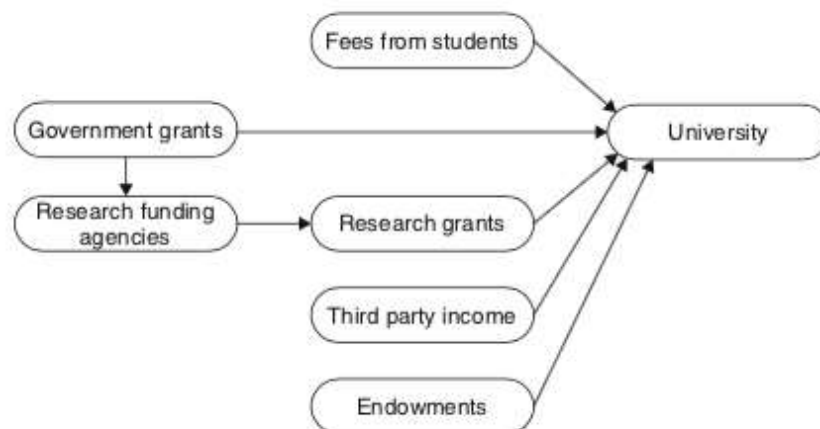 Fees from students
Government grants
University
Research funding
agencies
Research grants
Third party income
Endowments